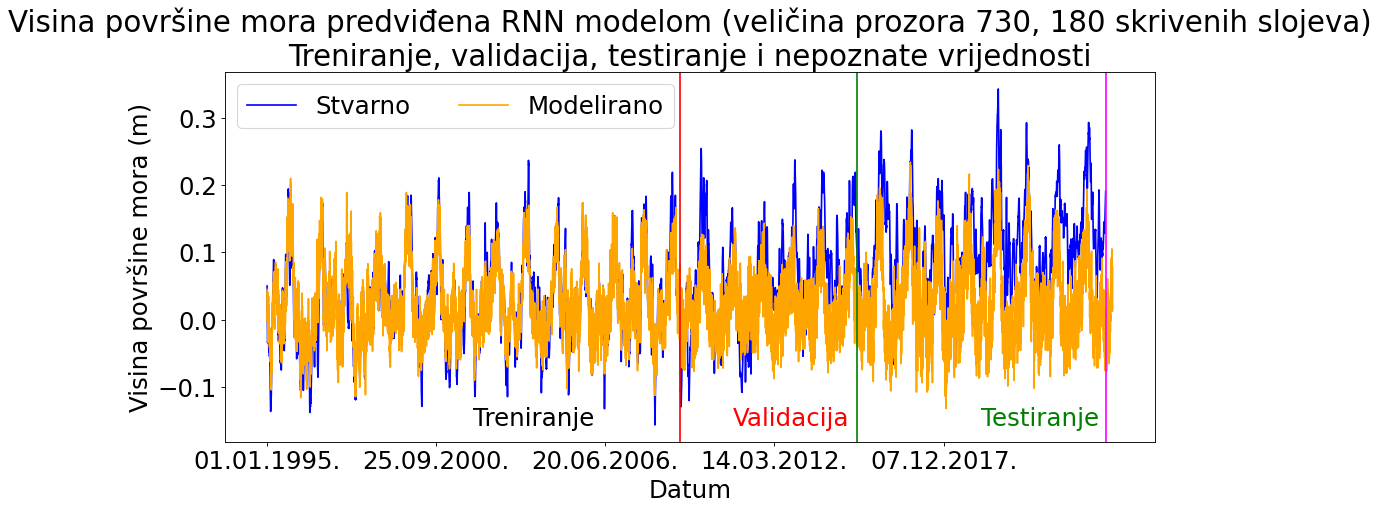 Visina površine mora predviđena RNN modelom (veličina prozora 730, 180 skrivenih slojeva)
Treniranje, validacija, testiranje i nepoznate vrijednosti
Stvarno
Modelirano
Visina površine mora (m)
0.3
0.2
0.1
0.0
−0.1
Treniranje
Validacija
Testiranje
01.01.1995.
25.09.2000.
20.06.2006.
14.03.2012.
07.12.2017.
Datum